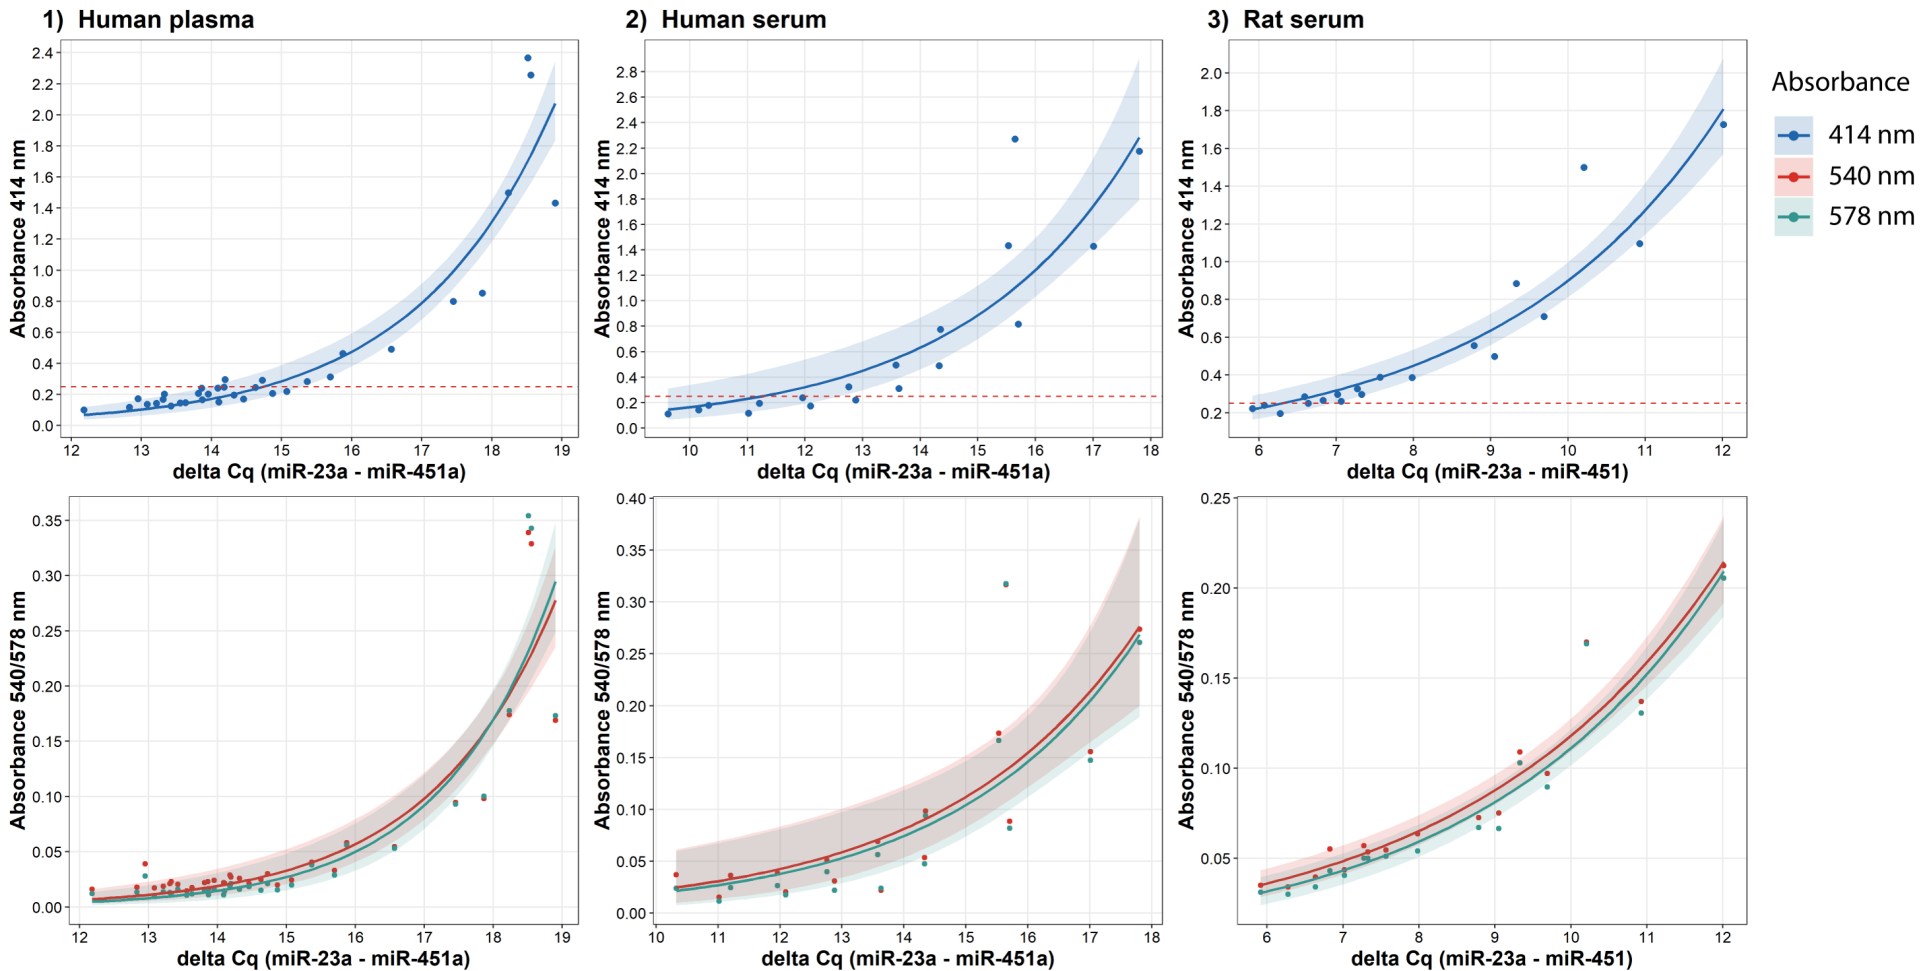 1) Human plasma
2) Human serum
3) Rat serum
Absorbance 414 nm
2.4
2.2
2.0
1.8
1.6
1.4
1.2
1.0
0.8
0.6
0.4
0.2
0.0
12 13 14 15 16 17 18 19
delta Cq (miR-23a - miR-451a)
Absorbance 414 nm
2.8
2.6
2.4
2.2
2.0
1.8
1.6
1.4
1.2
1.0
0.8
0.6
0.4
0.2
0.0
10 11 12 13 14 15 16 17 18
delta Cq (miR-23a - miR-451a)
Absorbance 414 nm
2.0
1.8
1.6
1.4
1.2
1.0
0.8
0.6
0.4
0.2
6 7 8 9 10 11 12
delta Cq (miR-23a - miR-451)
Absorbance
414 nm
540 nm
578 nm
Absorbance 540/578 nm
0.35
0.30
0.25
0.20
0.15
0.10
0.05
0.00
12 13 14 15 16 17 18 19
delta Cq (miR-23a - miR-451a)
Absorbance 540/578 nm
0.40
0.35
0.30
0.25
0.20
0.15
0.10
0.05
0.00
10 11 12 13 14 15 16 17 18
delta Cq (miR-23a - miR-451a)
Absorbance 540/578 nm
0.25
0.20
0.15
0.10
0.05
6 7 8 9 10 11 12
delta Cq (miR-23a - miR-451)